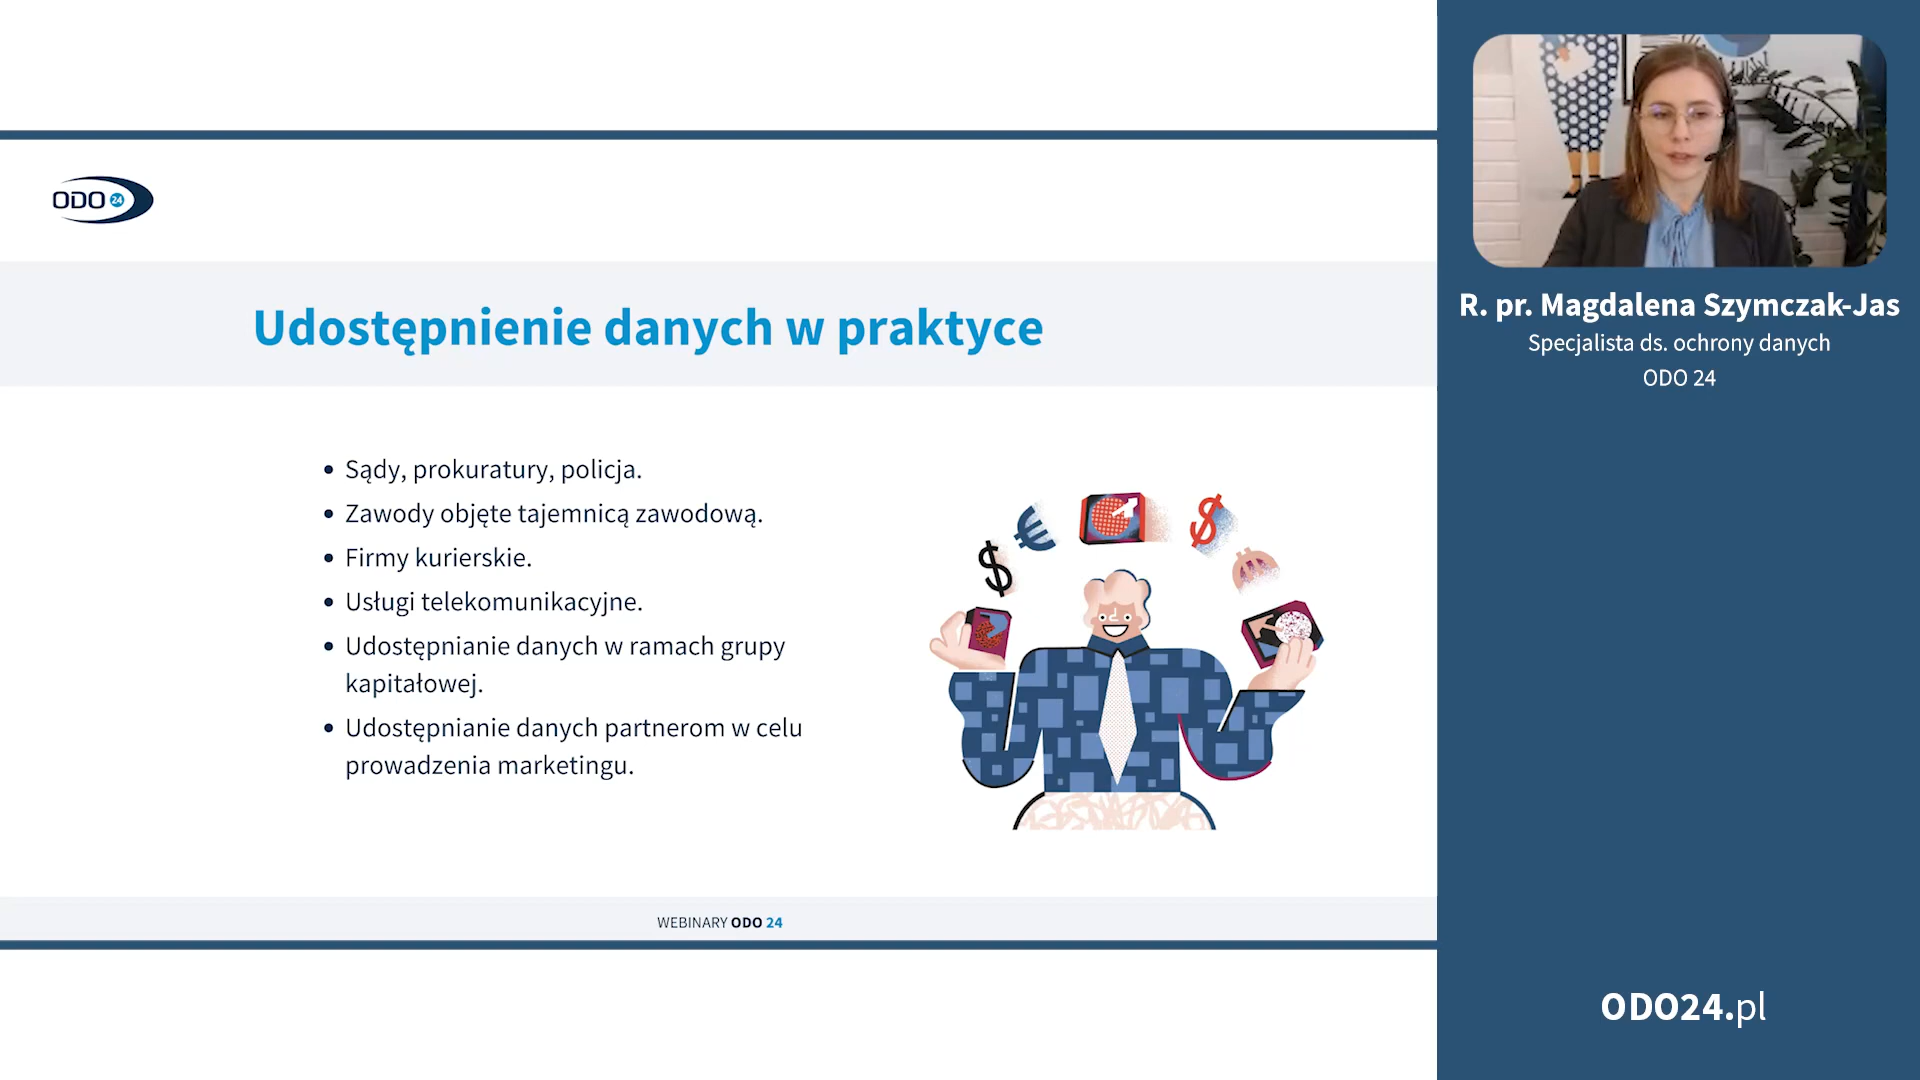 ODO 24
Udostępnienie danych w praktyce
• Sądy, prokuratury, policja.
• Zawody objęte tajemnicą zawodową.
• Firmy kurierskie.
• Usługi telekomunikacyjne.
• Udostępnianie danych w ramach grupy
kapitałowej.
• Udostępnianie danych partnerom w celu
prowadzenia marketingu.
WEBINARY ODO 24
R. pr. Magdalena Szymczak-Jas
Specjalista ds. ochrony danych
ODO 24
ODO24.pl